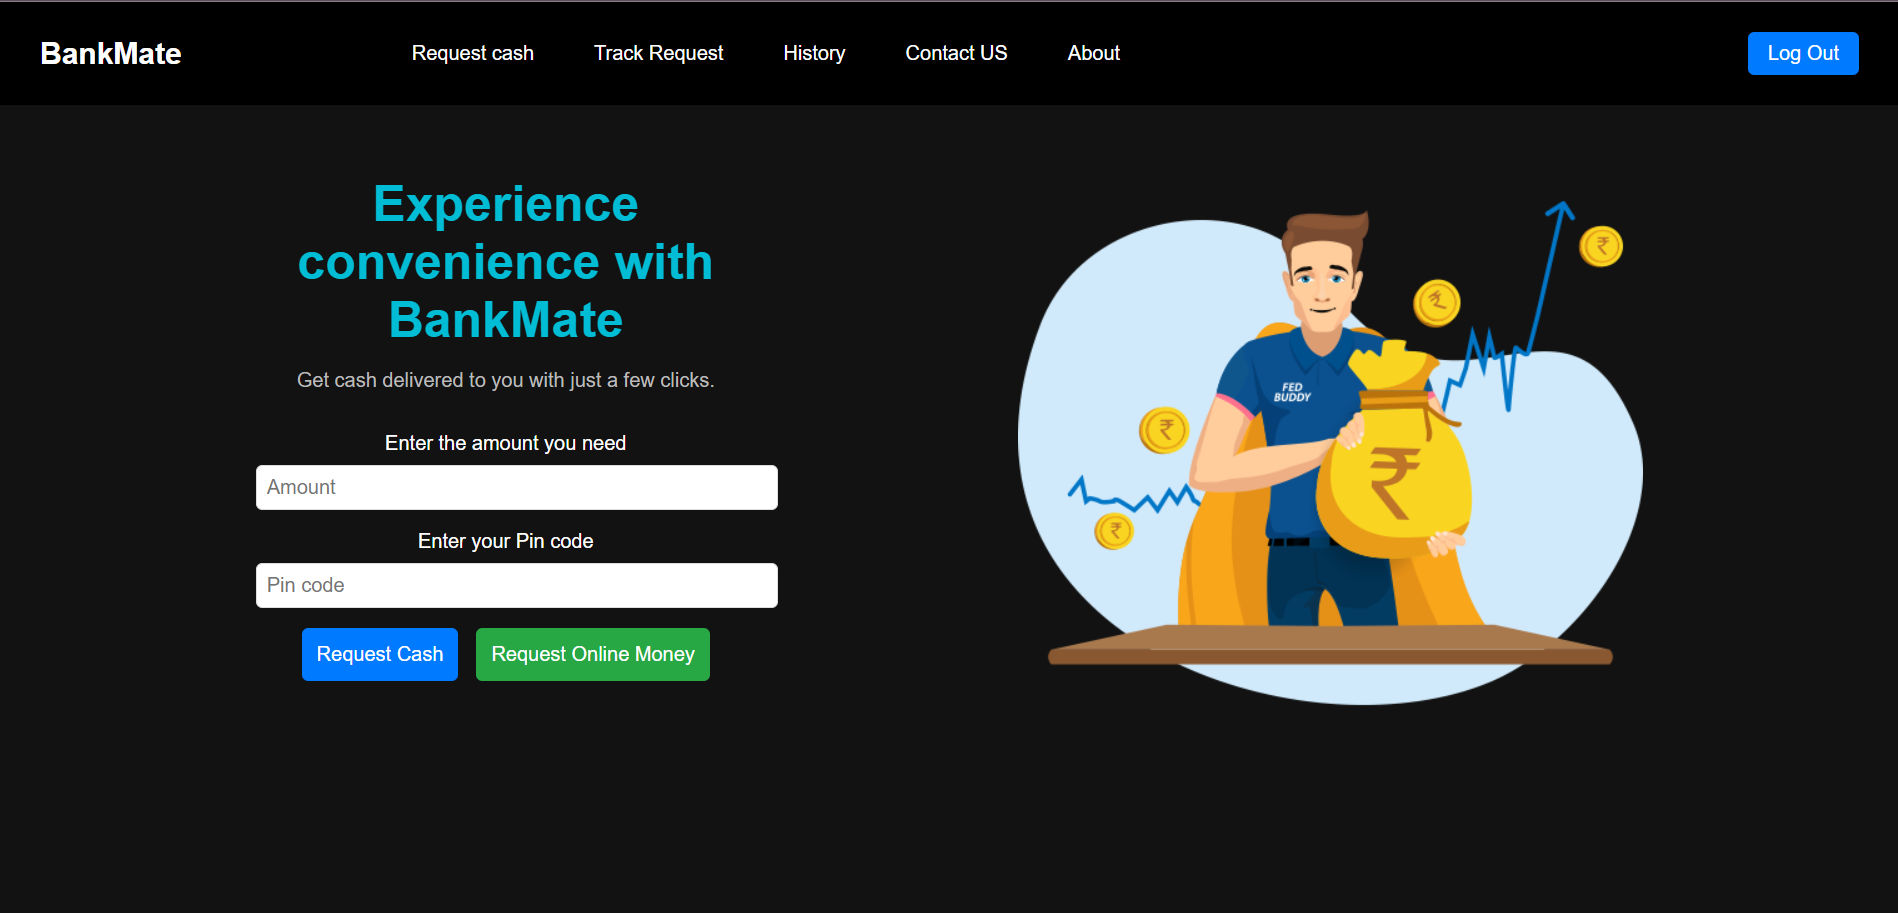 BankMate
Request cash
Track Request
History
Contact US
About
Log Out
Experience
convenience with
BankMate
Get cash delivered to you with just a few clicks.
Enter the amount you need
Amount
Enter your Pin code
Pin code
Request Cash
Request Online Money
FED
BUDDY
₹
₹
₹
₹
₹